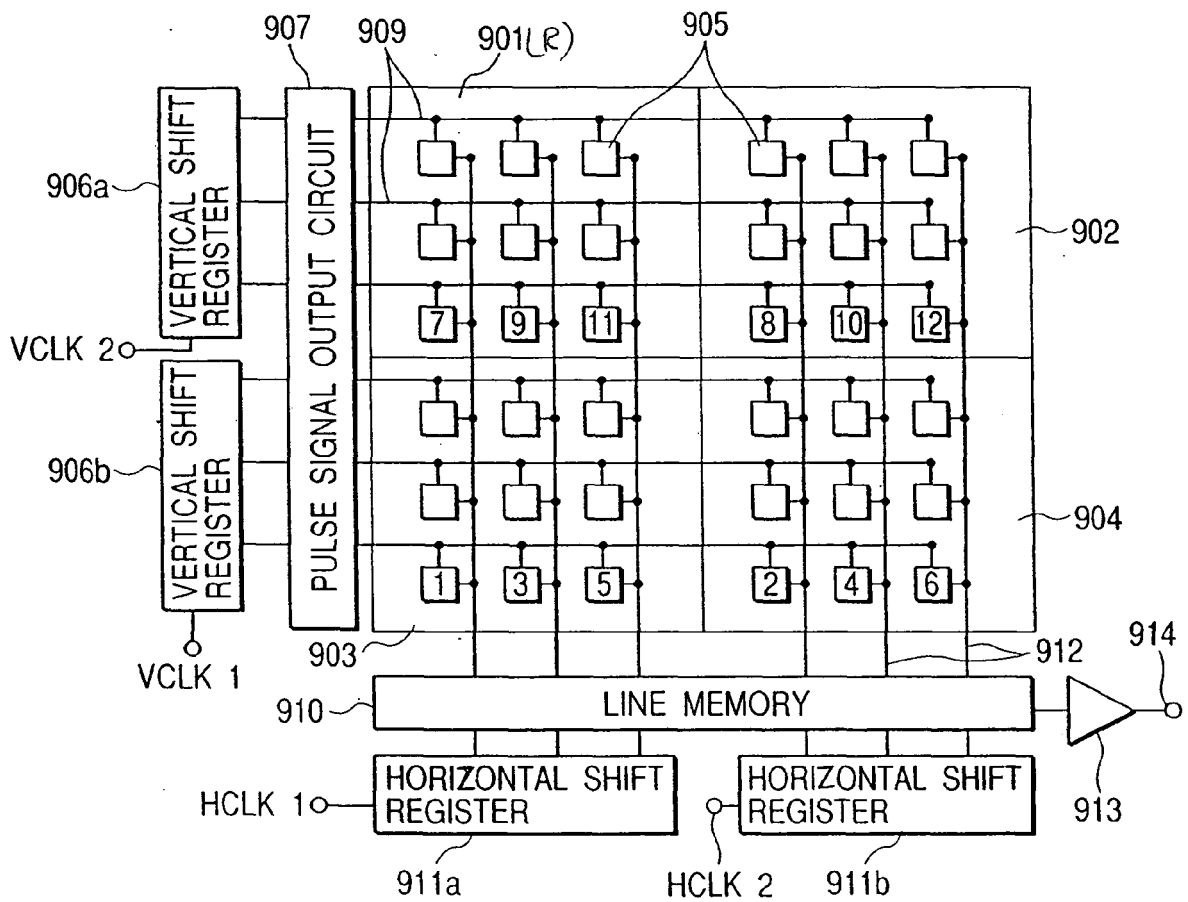 907
909
901(R)
905
906a
VERTICAL SHIFT
REGISTER
PULSE SIGNAL OUTPUT CIRCUIT
902
7 9 11 8 10 12
VCLK 2
906b
VERTICAL SHIFT
REGISTER
904
1 3 5 2 4 6
VCLK 1
903
912
914
910
LINE MEMORY
913
HCLK 1
HORIZONTAL SHIFT
REGISTER
HORIZONTAL SHIFT
REGISTER
911a
HCLK 2
911b